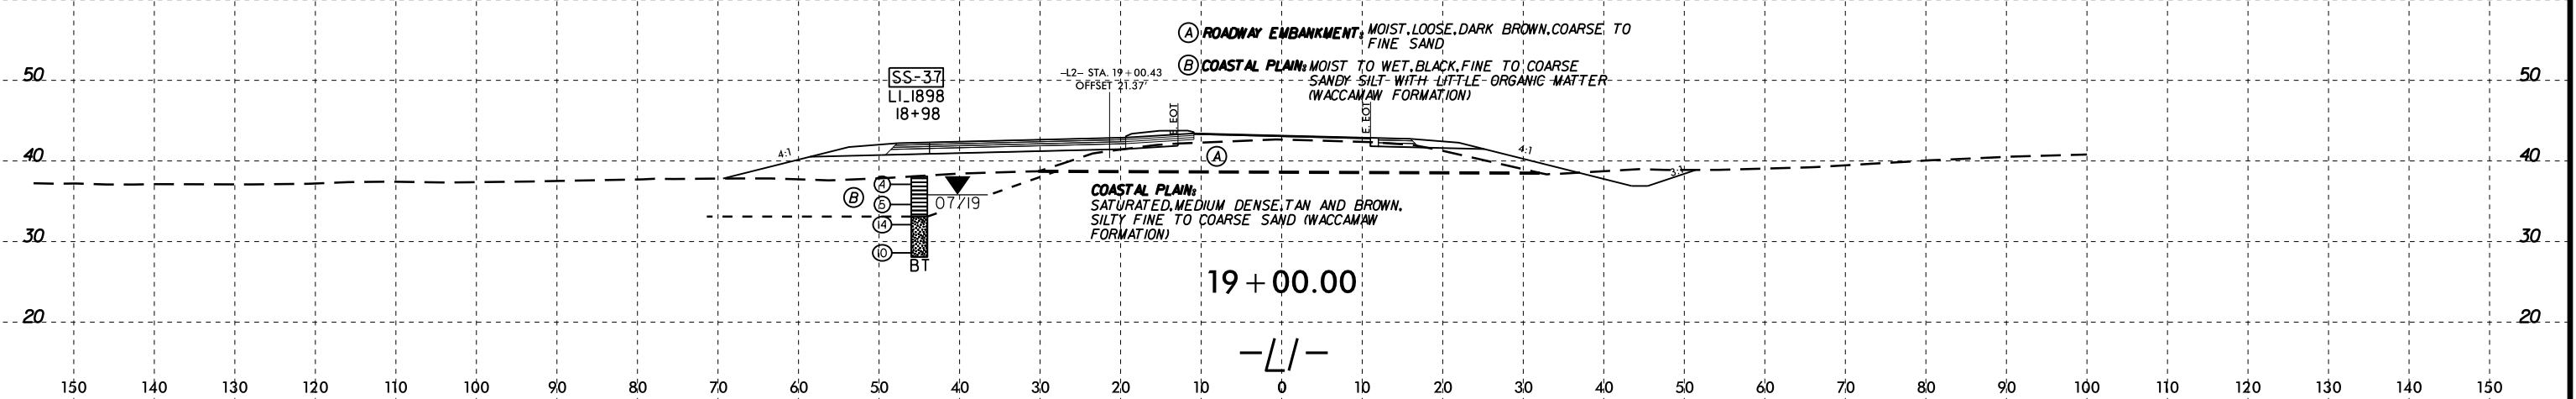 Ⓐ ROADWAY EMBANKMENT: MOIST,LOOSE,DARK BROWN,COARSE TO
FINE SAND
Ⓑ COASTAL PLAIN: MOIST TO WET,BLACK,FINE TO COARSE
SANDY SILT WITH LITTLE ORGANIC MATTER
(WACCAMAW FORMATION)
50
SS-37
L1_1898
18+98
-L2- STA. 19+00.43
OFFSET 21.37'
E. EOT
E. EOT
50
40
4:1
A
4:1
3:1
40
B
4
5
14
10
BT
07/19
COASTAL PLAIN:
SATURATED,MEDIUM DENSE,TAN AND BROWN,
SILTY FINE TO COARSE SAND (WACCAMAW
FORMATION)
30
30
19+00.00
20
20
-L1-
150 140 130 120 110 100 90 80 70 60 50 40 30 20 10 0 10 20 30 40 50 60 70 80 90 100 110 120 130 140 150